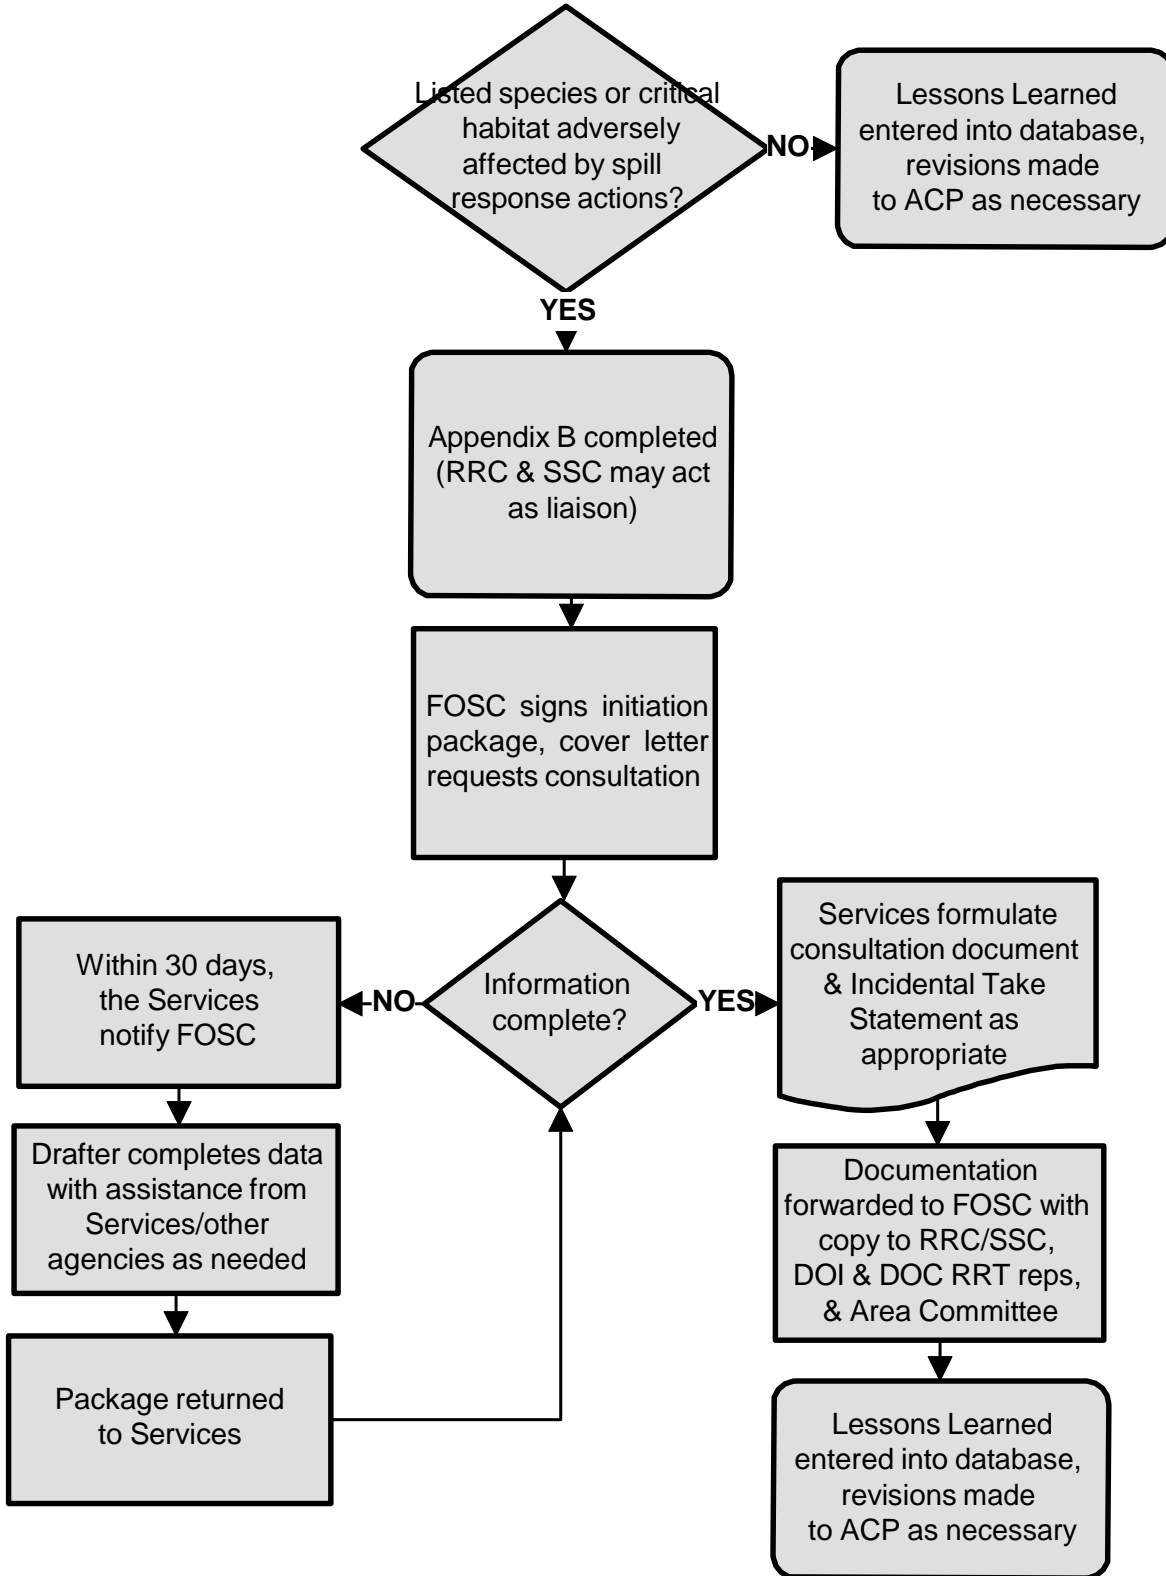 Listed species or critical
habitat adversely
affected by spill
response actions?
NO
Lessons Learned
entered into database,
revisions made
to ACP as necessary
YES
Appendix B completed
(RRC & SSC may act
as liaison)
FOSC signs initiation
package, cover letter
requests consultation
Information
complete?
NO
Within 30 days,
the Services
notify FOSC
Drafter completes data
with assistance from
Services/other
agencies as needed
Package returned
to Services
YES
Services formulate
consultation document
& Incidental Take
Statement as
appropriate
Documentation
forwarded to FOSC with
copy to RRC/SSC,
DOI & DOC RRT reps,
& Area Committee
Lessons Learned
entered into database,
revisions made
to ACP as necessary